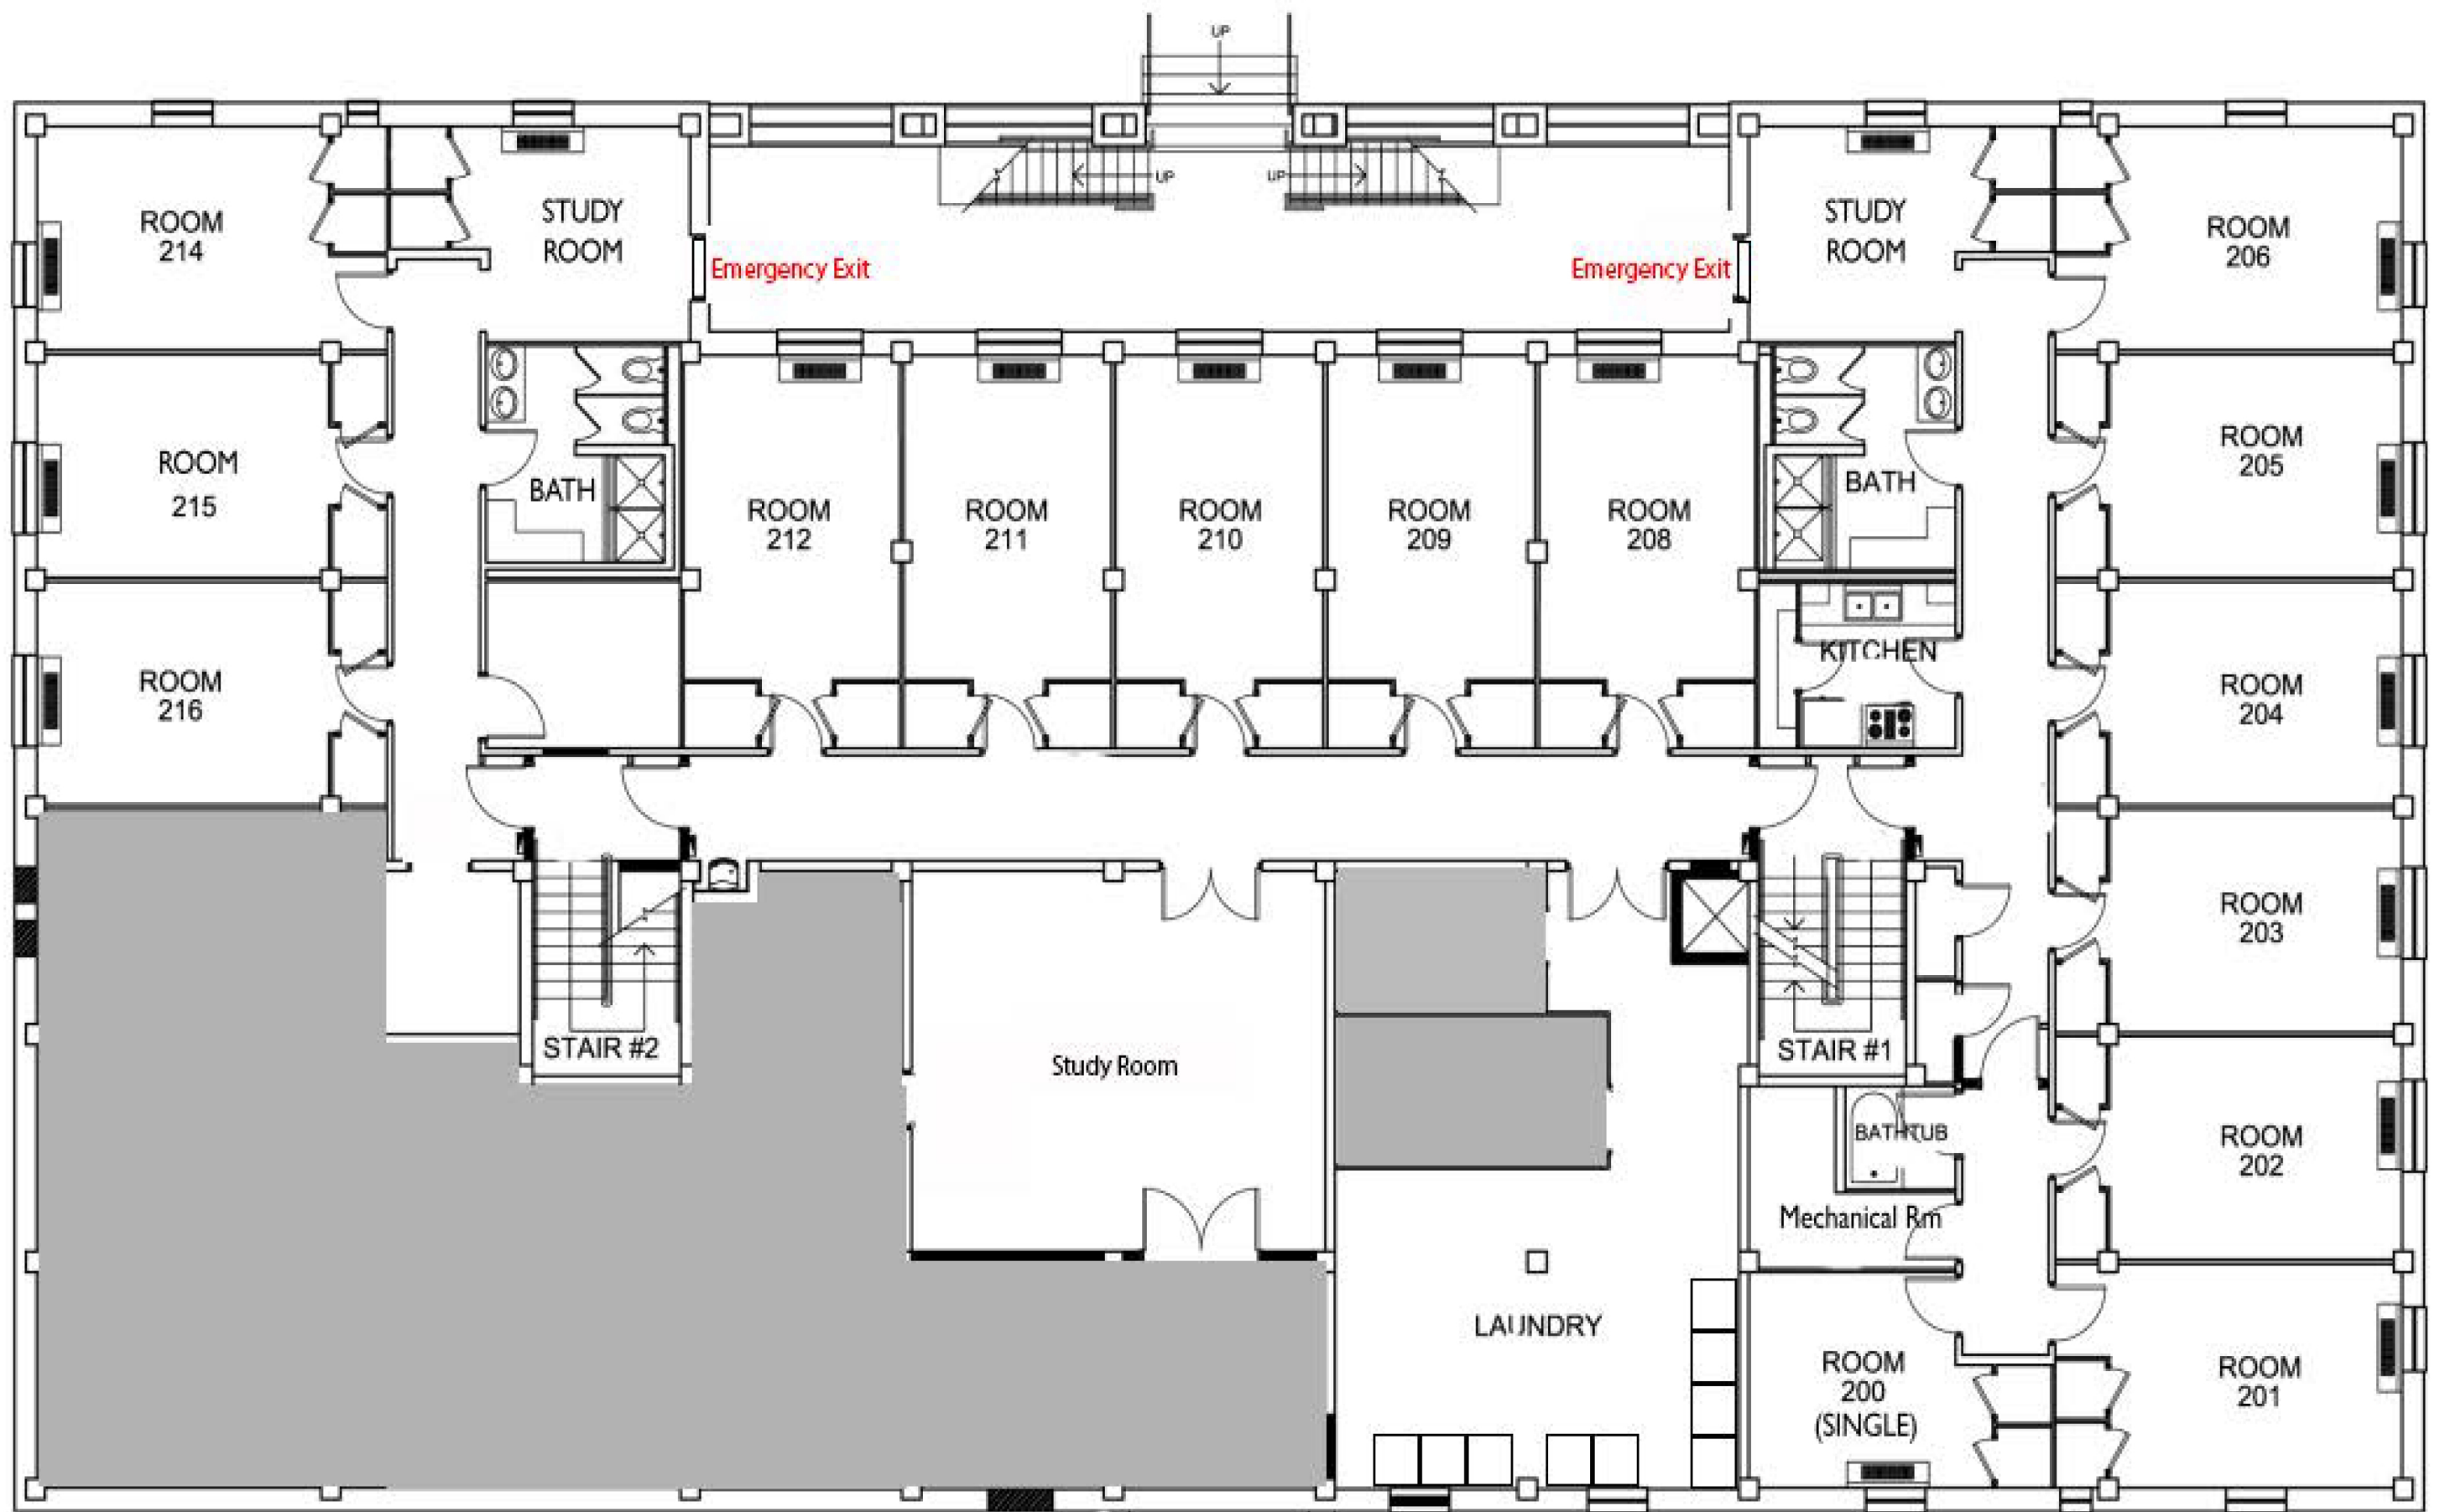 UP
UP
UP
ROOM
214
STUDY
ROOM
Emergency Exit
Emergency Exit
STUDY
ROOM
ROOM
206
ROOM
215
BATH
ROOM
212
ROOM
211
ROOM
210
ROOM
209
ROOM
208
BATH
ROOM
205
ROOM
216
KITCHEN
ROOM
204
ROOM
203
STAIR #2
Study Room
STAIR #1
BATHTUB
ROOM
202
Mechanical Rm
LAUNDRY
ROOM
200
(SINGLE)
ROOM
201